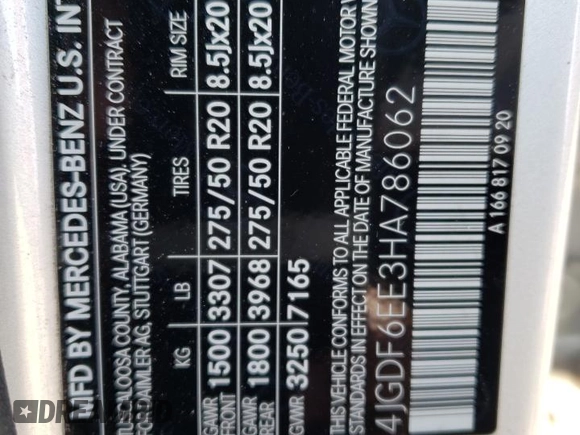 MFD BY MERCEDES-BENZ U.S. INT
TUSCALOOSA COUNTY, ALABAMA (USA), UNDER CONTRACT
FOR DAIMLER AG, STUTTGART (GERMANY)
KG LB TIRES RIM SIZE
GAWR
FRONT 1500 3307 275/50 R20 8.5Jx20
GAWR
REAR 1800 3968 275/50 R20 8.5Jx20
GVWR 3250 7165
THIS VEHICLE CONFORMS TO ALL APPLICABLE FEDERAL MOTOR V
STANDARDS IN EFFECT ON THE DATE OF MANUFACTURE SHOWN
4JGDF6EE3HA786062
A 166 817 09 20